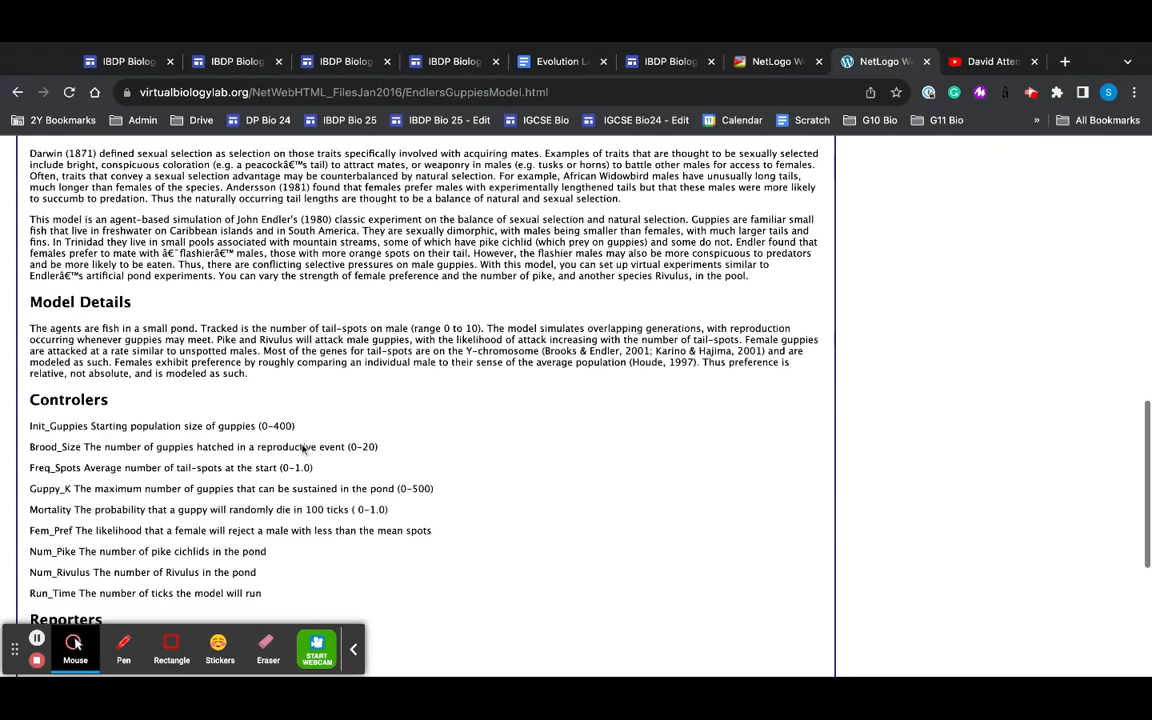 IBDP Biolog
IBDP Biolog
IBDP Biolog
IBDP Biolog
Evolution L
IBDP Biolog
NetLogo W
NetLogo W
David Atten
virtualbiologylab.org/NetWebHTML_FilesJan2016/EndlersGuppiesModel.html
S
2Y Bookmarks
Admin
Drive
DP Bio 24
IBDP Bio 25
IBDP Bio 25 - Edit
IGCSE Bio
IGCSE Bio24 - Edit
Calendar
Scratch
G10 Bio
G11 Bio
»
All Bookmarks
Darwin (1871) defined sexual selection as selection on those traits specifically involved with acquiring mates. Examples of traits that are thought to be sexually selected
include bright, conspicuous coloration (e.g. a peacockâ€™s tail) to attract mates, or weaponry in males (e.g. tusks or horns) to battle other males for access to females.
Often, traits that convey a sexual selection advantage may be counterbalanced by natural selection. For example, African Widowbird males have unusually long tails,
much longer than females of the species. Andersson (1981) found that females prefer males with experimentally lengthened tails but that these males were more likely
to succumb to predation. Thus the naturally occurring tail lengths are thought to be a balance of natural and sexual selection.
This model is an agent-based simulation of John Endler's (1980) classic experiment on the balance of sexual selection and natural selection. Guppies are familiar small
fish that live in freshwater on Caribbean islands and in South America. They are sexually dimorphic, with males being smaller than females, with much larger tails and
fins. In Trinidad they live in small pools associated with mountain streams, some of which have pike cichlid (which prey on guppies) and some do not. Endler found that
females prefer to mate with â€˜flashierâ€™ males, those with more orange spots on their tail. However, the flashier males may also be more conspicuous to predators
and be more likely to be eaten. Thus, there are conflicting selective pressures on male guppies. With this model, you can set up virtual experiments similar to
Endlerâ€™s artificial pond experiments. You can vary the strength of female preference and the number of pike, and another species Rivulus, in the pool.
Model Details
The agents are fish in a small pond. Tracked is the number of tail-spots on male (range 0 to 10). The model simulates overlapping generations, with reproduction
occurring whenever guppies may meet. Pike and Rivulus will attack male guppies, with the likelihood of attack increasing with the number of tail-spots. Female guppies
are attacked at a rate similar to unspotted males. Most of the genes for tail-spots are on the Y-chromosome (Brooks & Endler, 2001; Karino & Hajima, 2001) and are
modeled as such. Females exhibit preference by roughly comparing an individual male to their sense of the average population (Houde, 1997). Thus preference is
relative, not absolute, and is modeled as such.
Controlers
Init_Guppies Starting population size of guppies (0-400)
Brood_Size The number of guppies hatched in a reproductive event (0-20)
Freq_Spots Average number of tail-spots at the start (0-1.0)
Guppy_K The maximum number of guppies that can be sustained in the pond (0-500)
Mortality The probability that a guppy will randomly die in 100 ticks ( 0-1.0)
Fem_Pref The likelihood that a female will reject a male with less than the mean spots
Num_Pike The number of pike cichlids in the pond
Num_Rivulus The number of Rivulus in the pond
Run_Time The number of ticks the model will run
Reporters
Mouse
Pen
Rectangle
Stickers
Eraser
START
WEBCAM